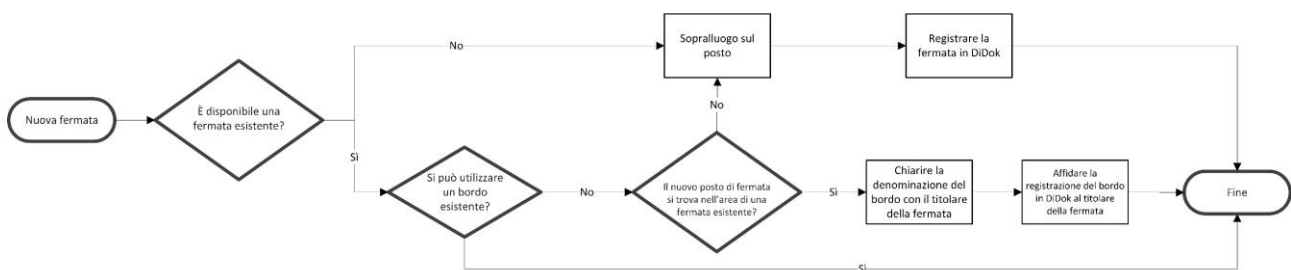 Nuova fermata
È disponibile una
fermata esistente?
No
Sì
Sopralluogo sul
posto
Registrare la
fermata in DiDok
Si può utilizzare
un bordo
esistente?
No
No
Il nuovo posto di fermata
si trova nell'area di una
fermata esistente?
Sì
Chiarire la
denominazione del
bordo con il titolare
della fermata
Affidare la
registrazione del bordo
in DiDok al titolare
della fermata
Fine
Sì